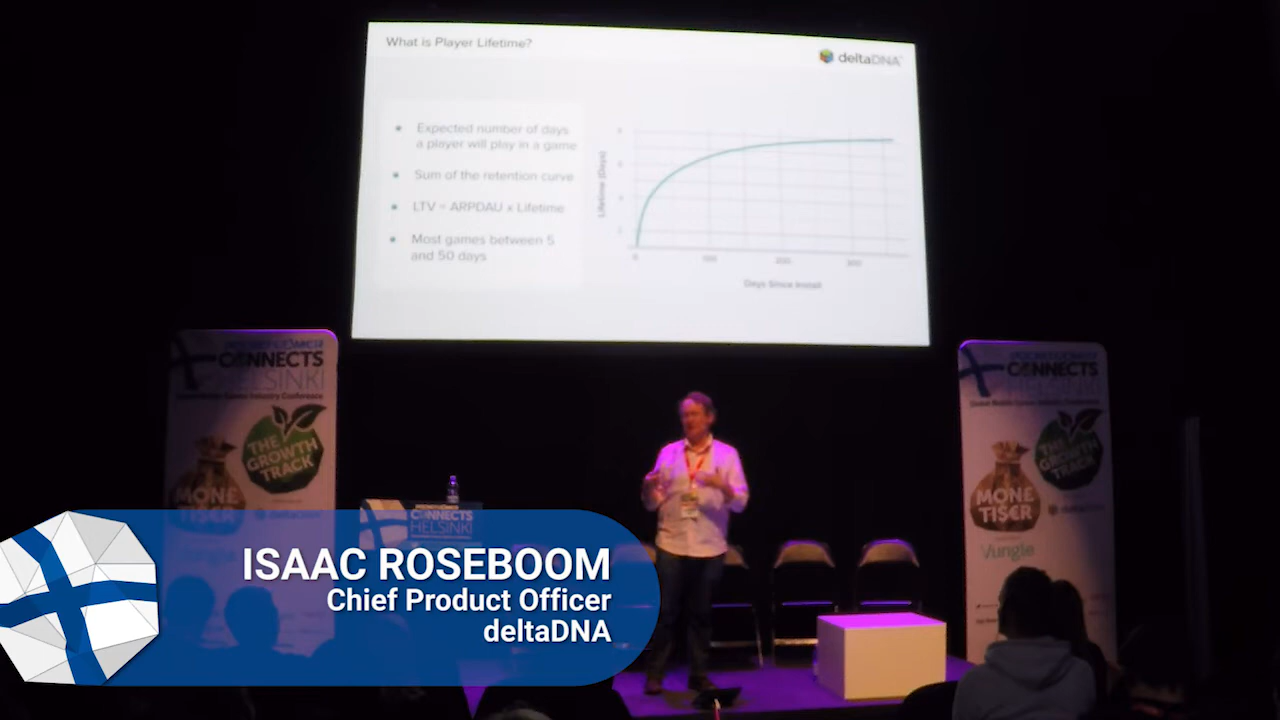 What is Player Lifetime?
deltaDNA
Expected number of days
a player will play in a game
Sum of the retention curve
LTV = ARPDAU x Lifetime
Most games between 5
and 50 days
Lifetime (Days)
0
100
200
300
Days Since Install
CONNECTS
HELSINKI
THE
GROWTH
TRACK
MONE
TISER
CONNECTS
HELSINKI
CONNECTS
HELSINKI
THE
GROWTH
TRACK
MONE
TISER
Vungle
ISAAC ROSEBOOM
Chief Product Officer
deltaDNA